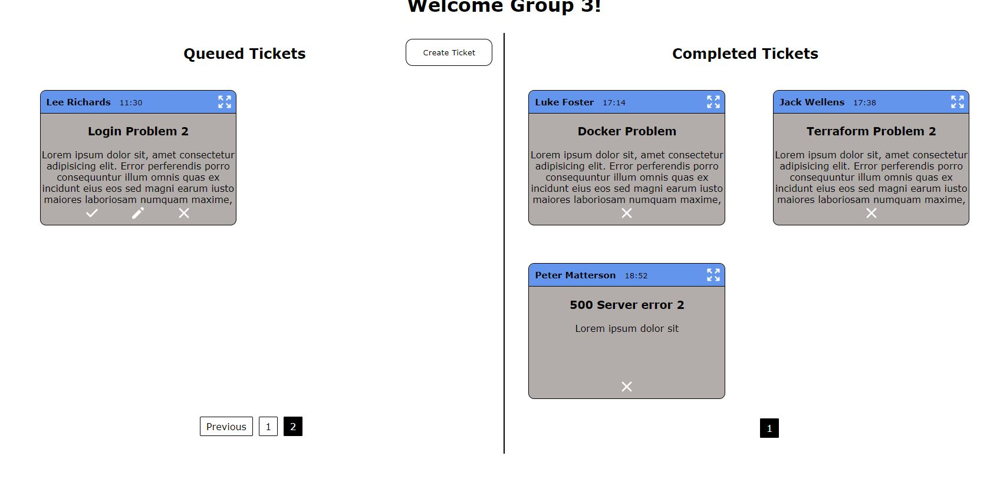 Welcome Group 3!
Queued Tickets
Create Ticket
Lee Richards 11:30
Login Problem 2
Lorem ipsum dolor sit, amet consectetur
adipisicing elit. Error perferendis porro
consequuntur illum omnis quas ex
incidunt eius eos sed magni earum iusto
maiores laboriosam numquam maxime,
Previous 1 2
Completed Tickets
Luke Foster 17:14
Docker Problem
Lorem ipsum dolor sit, amet consectetur
adipisicing elit. Error perferendis porro
consequuntur illum omnis quas ex
incidunt eius eos sed magni earum iusto
maiores laboriosam numquam maxime,
Jack Wellens 17:38
Terraform Problem 2
Lorem ipsum dolor sit, amet consectetur
adipisicing elit. Error perferendis porro
consequuntur illum omnis quas ex
incidunt eius eos sed magni earum iusto
maiores laboriosam numquam maxime,
Peter Matterson 18:52
500 Server error 2
Lorem ipsum dolor sit
1